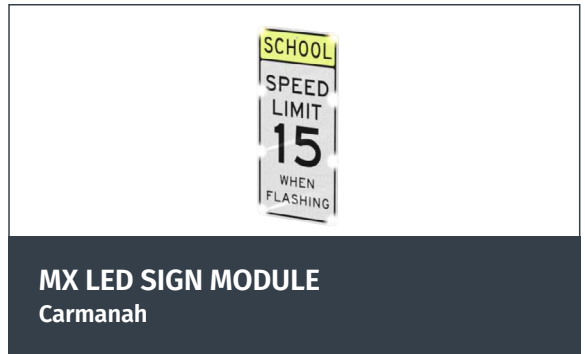 SCHOOL
SPEED
LIMIT
15
WHEN
FLASHING
MX LED SIGN MODULE
Carmanah